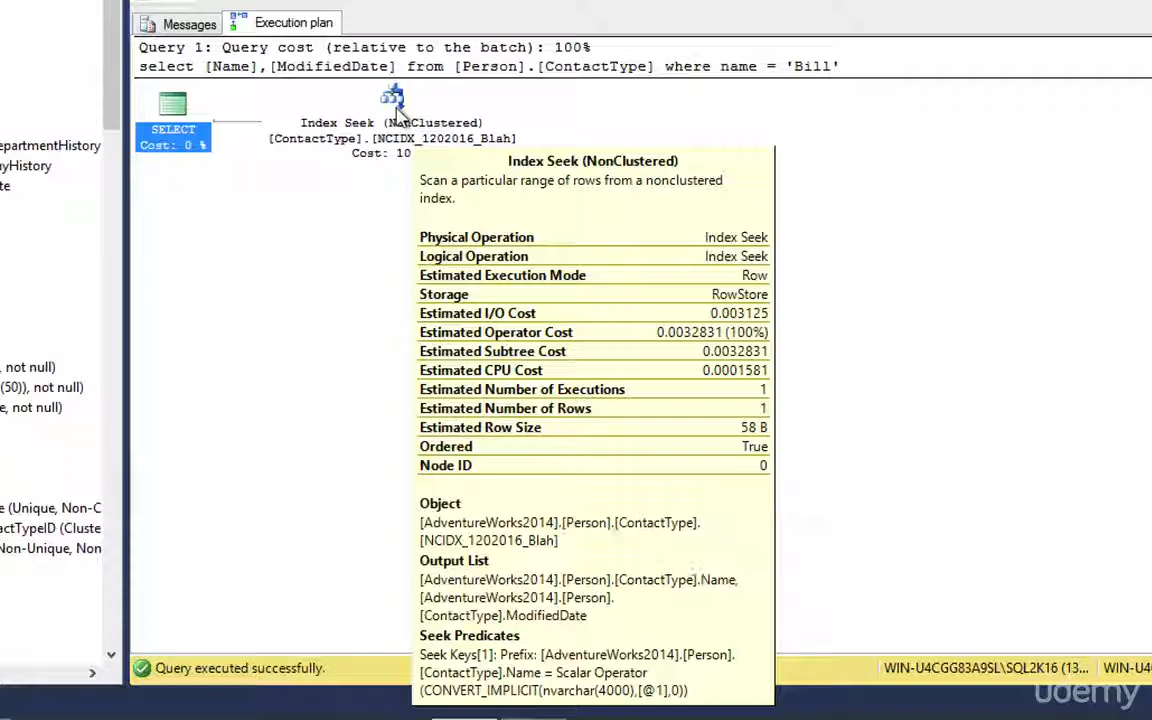 Messages
Execution plan
Query 1: Query cost (relative to the batch): 100%
select [Name],[ModifiedDate] from [Person].[ContactType] where name = 'Bill'
SELECT
Cost: 0 %
Index Seek (NonClustered)
[ContactType].[NCIDX_1202016_Blah]
Cost: 10
Index Seek (NonClustered)
Scan a particular range of rows from a nonclustered
index.
Physical Operation Index Seek
Logical Operation Index Seek
Estimated Execution Mode Row
Storage RowStore
Estimated I/O Cost 0.003125
Estimated Operator Cost 0.0032831 (100%)
Estimated Subtree Cost 0.0032831
Estimated CPU Cost 0.0001581
Estimated Number of Executions 1
Estimated Number of Rows 1
Estimated Row Size 58 B
Ordered True
Node ID 0
Object
[AdventureWorks2014].[Person].[ContactType].
[NCIDX_1202016_Blah]
Output List
[AdventureWorks2014].[Person].[ContactType].Name,
[AdventureWorks2014].[Person].
[ContactType].ModifiedDate
Seek Predicates
Seek Keys[1]: Prefix: [AdventureWorks2014].[Person].
[ContactType].Name = Scalar Operator
(CONVERT_IMPLICIT(nvarchar(4000),[@1],0))
epartmentHistory
yHistory
te
, not null)
(50)), not null)
e, not null)
e (Unique, Non-C
actTypeID (Cluste
Non-Unique, Non
Query executed successfully.
WIN-U4CGG83A9SL\SQL2K16 (13...
WIN-U4
udemy